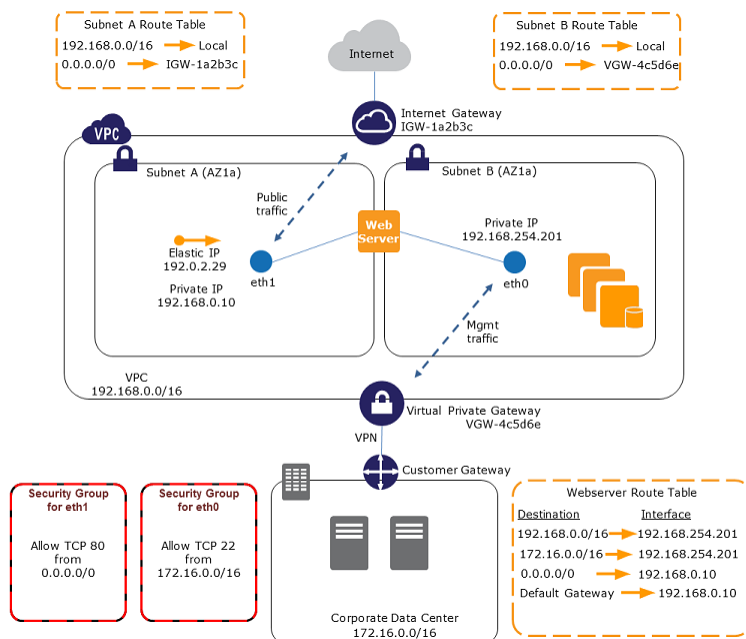 Subnet A Route Table
192.168.0.0/16 Local
0.0.0.0/0 IGW-1a2b3c
Internet
Subnet B Route Table
192.168.0.0/16 Local
0.0.0.0/0 VGW-4c5d6e
Internet Gateway
IGW-1a2b3c
VPC
Subnet A (AZ1a)
Subnet B (AZ1a)
Public
traffic
Web
Server
Elastic IP
192.0.2.29
Private IP
192.168.0.10
eth1
Private IP
192.168.254.201
eth0
Mgmt
traffic
VPC
192.168.0.0/16
Virtual Private Gateway
VGW-4c5d6e
VPN
Customer Gateway
Security Group
for eth1
Allow TCP 80
from
0.0.0.0/0
Security Group
for eth0
Allow TCP 22
from
172.16.0.0/16
Corporate Data Center
172.16.0.0/16
Webserver Route Table
Destination Interface
192.168.0.0/16 192.168.254.201
172.16.0.0/16 192.168.254.201
0.0.0.0/0 192.168.0.10
Default Gateway 192.168.0.10